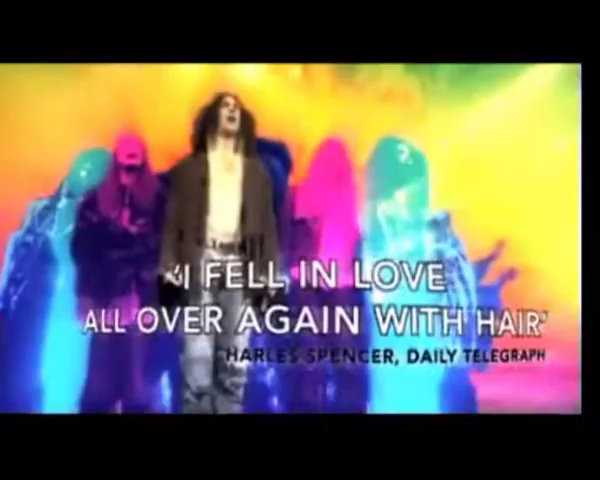 "I FELL IN LOVE
ALL OVER AGAIN WITH HAIR"
HARLES SPENCER, DAILY TELEGRAPH